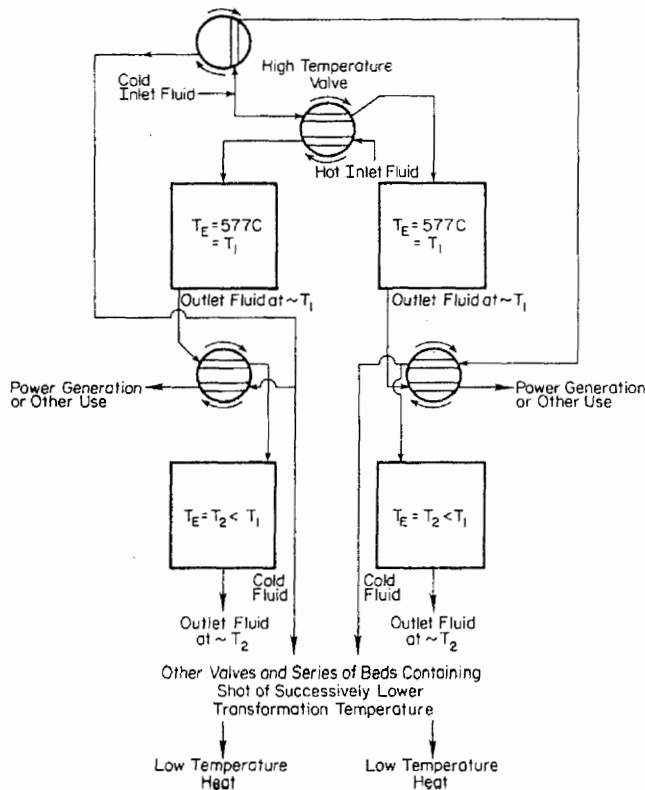 High Temperature
Valve
Cold
Inlet Fluid
Hot Inlet Fluid
T_E = 577C
= T_1
T_E = 577C
= T_1
Outlet Fluid at ~ T_1
Outlet Fluid at ~ T_1
Power Generation
or Other Use
Power Generation
or Other Use
T_E = T_2 < T_1
T_E = T_2 < T_1
Cold
Fluid
Cold
Fluid
Outlet Fluid
at ~ T_2
Outlet Fluid
at ~ T_2
Other Valves and Series of Beds Containing
Shot of Successively Lower
Transformation Temperature
Low Temperature
Heat
Low Temperature
Heat